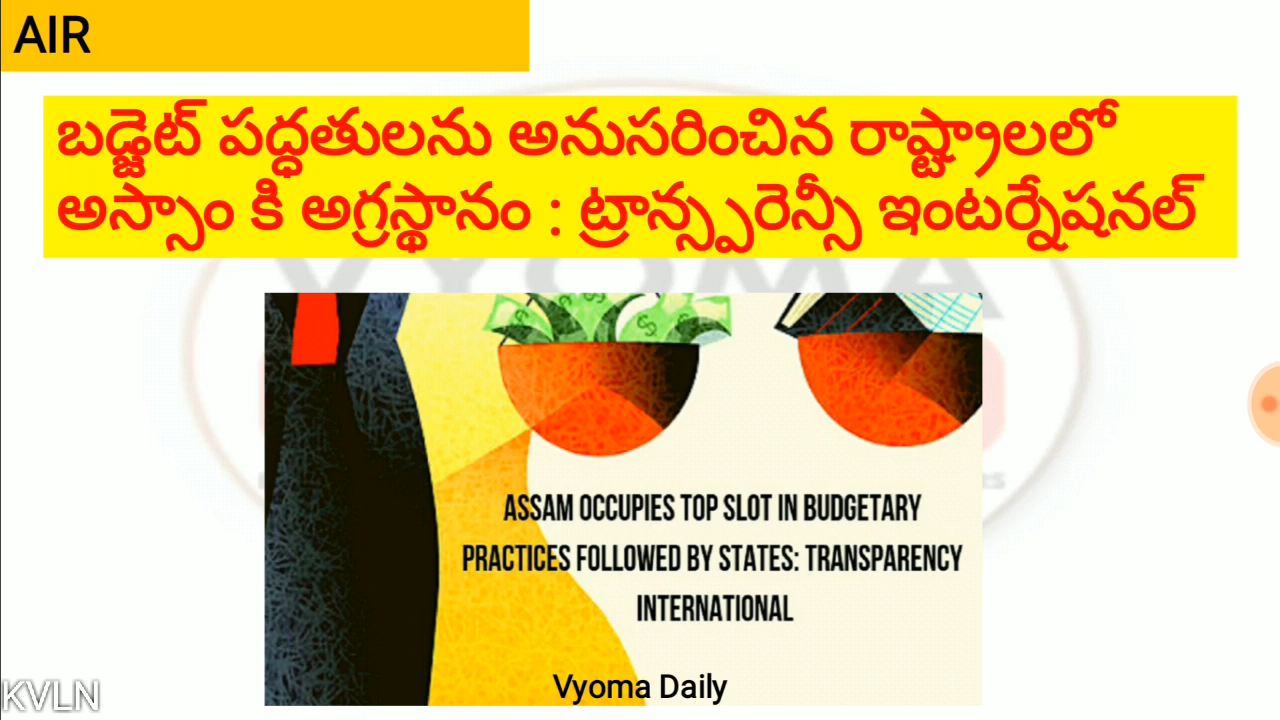 AIR
బడ్జెట్ పద్ధతులను అనుసరించిన రాష్ట్రాలలో
అస్సాం కి అగ్రస్థానం : ట్రాన్స్పరెన్సీ ఇంటర్నేషనల్
VYOMA
ASSAM OCCUPIES TOP SLOT IN BUDGETARY
PRACTICES FOLLOWED BY STATES: TRANSPARENCY
INTERNATIONAL
Vyoma Daily
KVLN